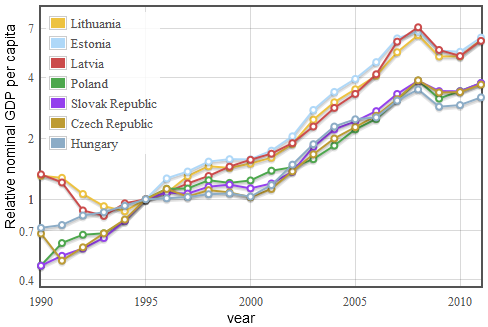 Relative nominal GDP per capita
7
4
2
1
0.7
0.4
Lithuania
Estonia
Latvia
Poland
Slovak Republic
Czech Republic
Hungary
1990 1995 2000 2005 2010
year